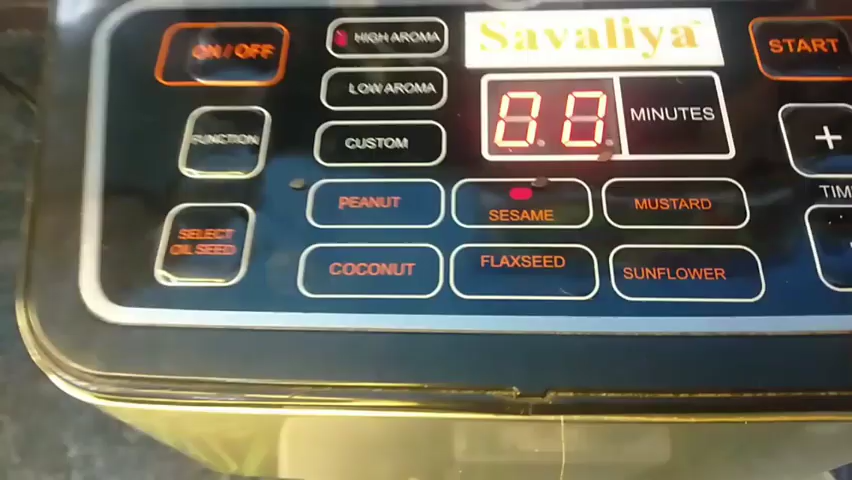 ON/OFF
HIGH AROMA
Savaliya
START
LOW AROMA
00
MINUTES
FUNCTION
CUSTOM
+
PEANUT
SESAME
MUSTARD
SELECT
OIL SEED
COCONUT
FLAXSEED
SUNFLOWER